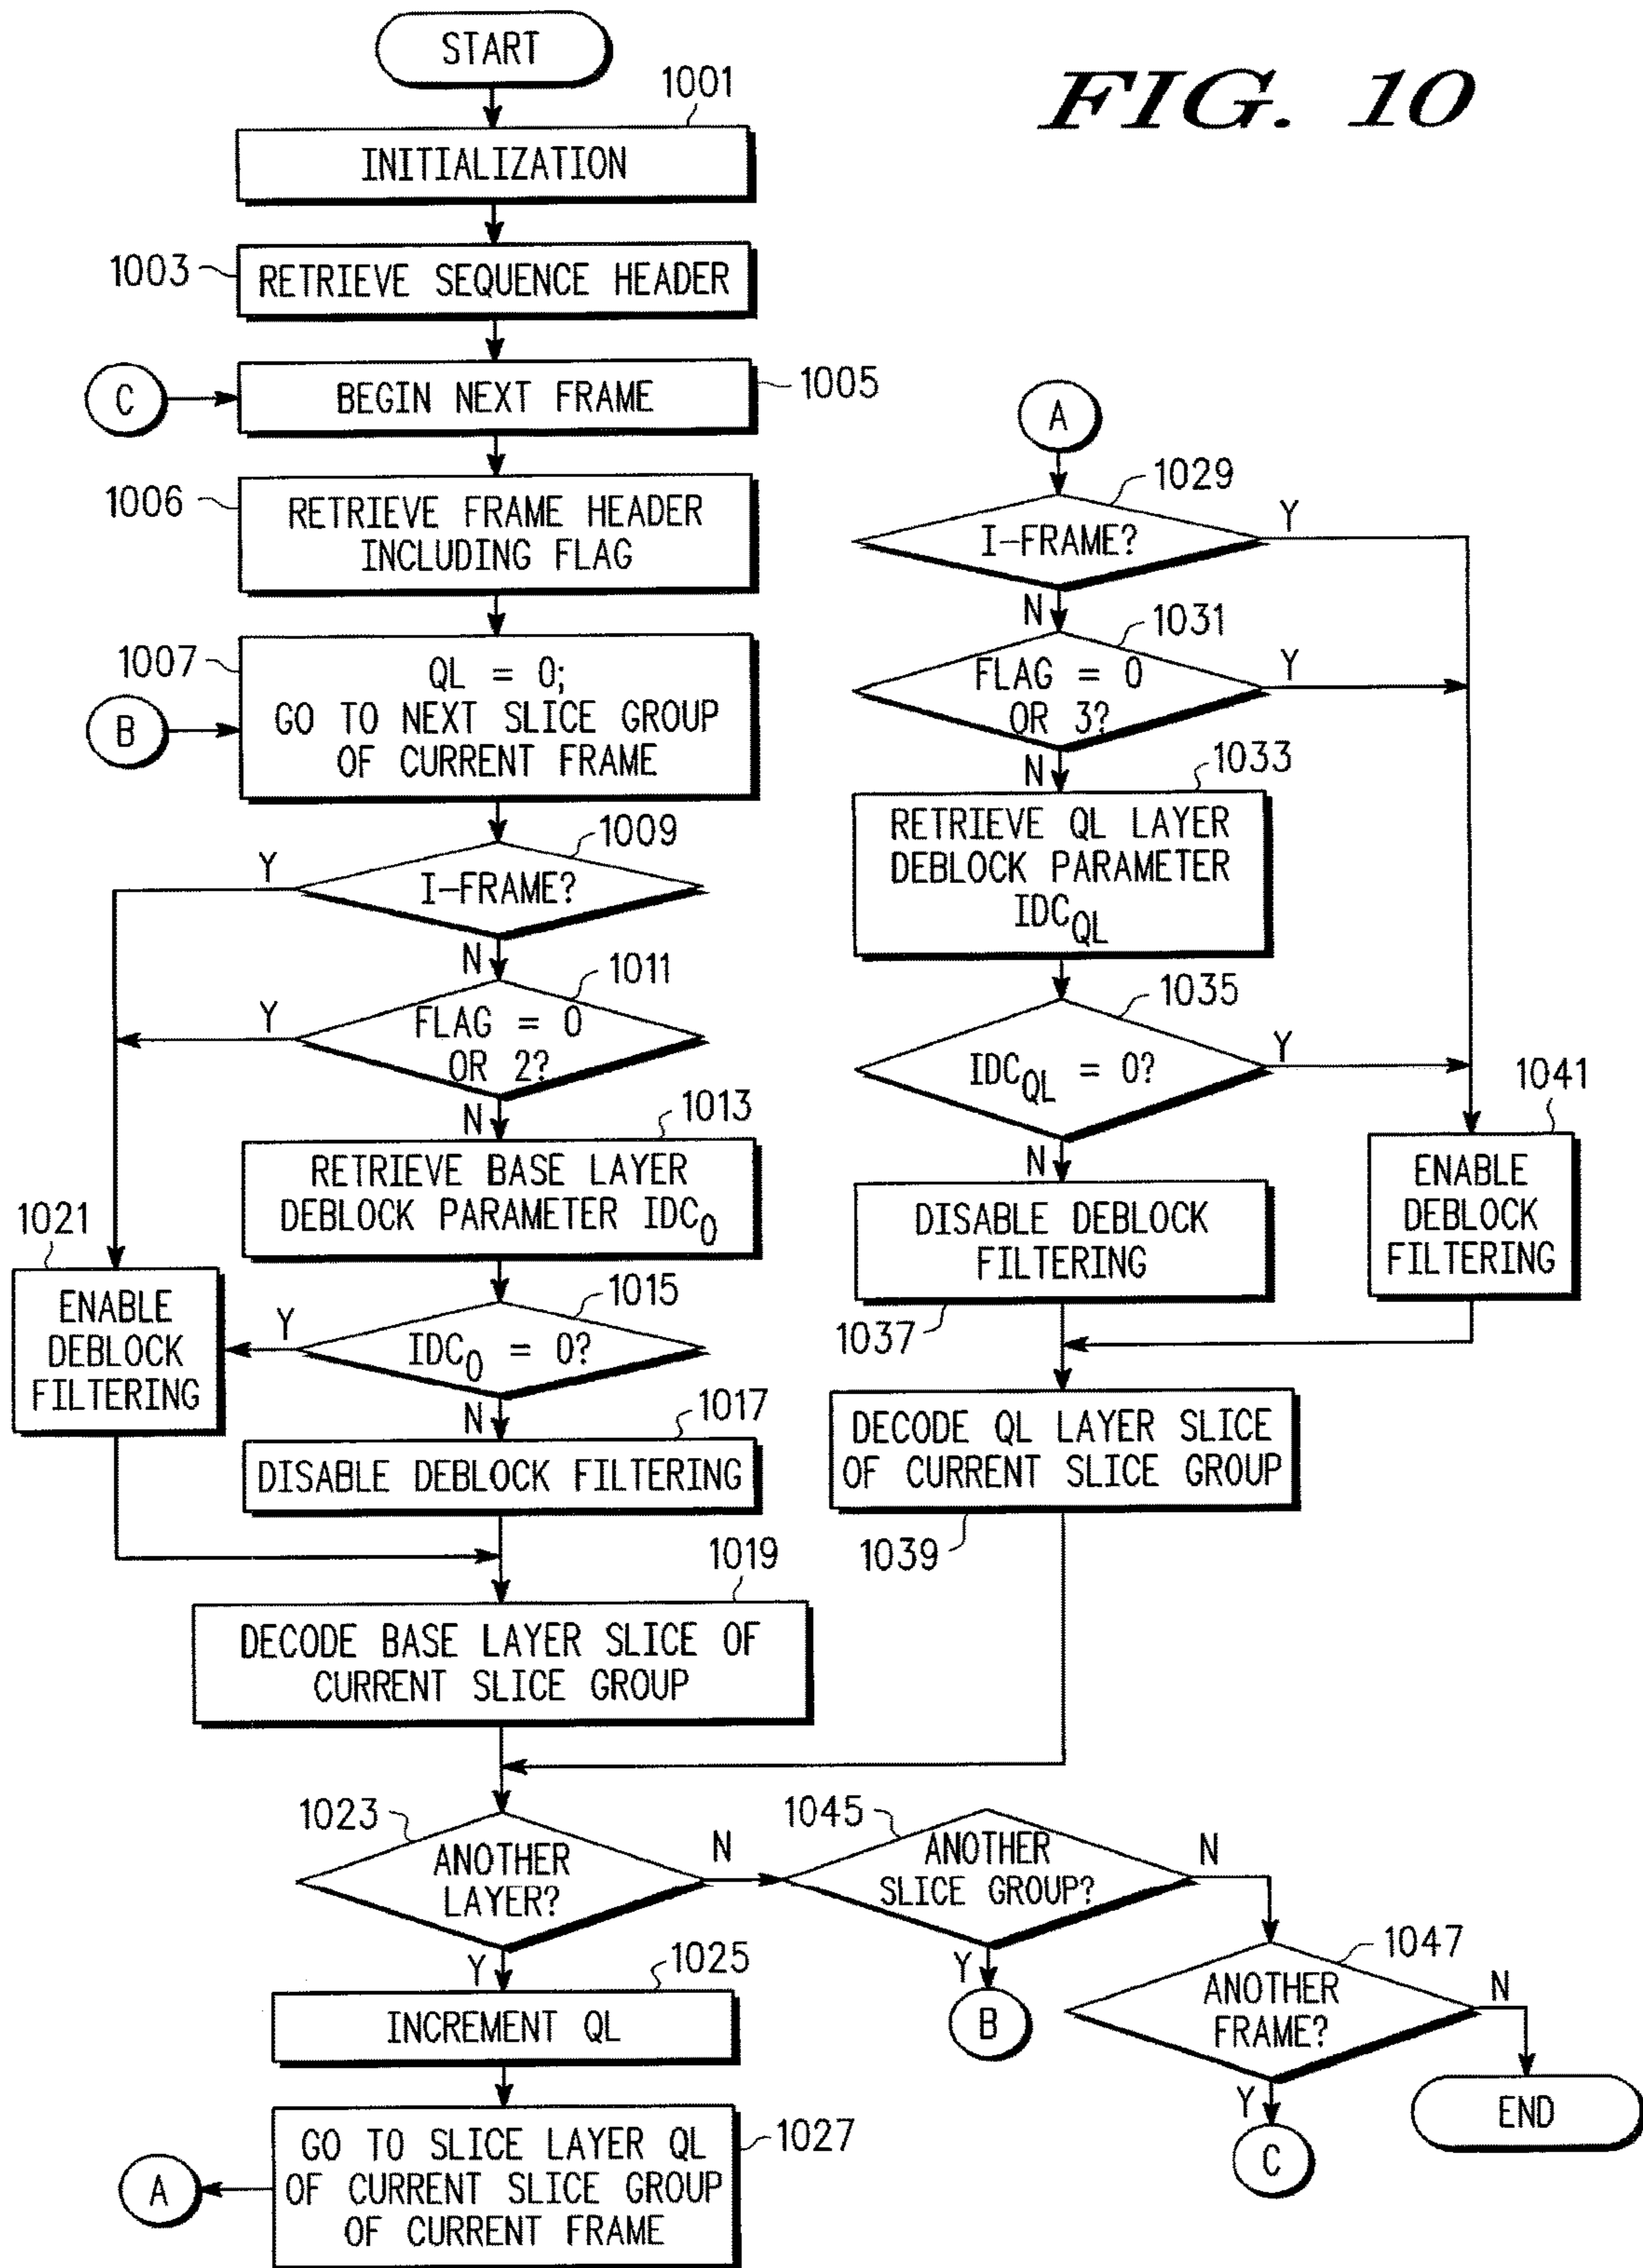 FIG. 10
START
1001
INITIALIZATION
1003
RETRIEVE SEQUENCE HEADER
C
BEGIN NEXT FRAME
1005
1006
RETRIEVE FRAME HEADER
INCLUDING FLAG
1007
B
QL = 0;
GO TO NEXT SLICE GROUP
OF CURRENT FRAME
1009
Y
I-FRAME?
N
1011
Y
FLAG = 0
OR 2?
N
1013
RETRIEVE BASE LAYER
DEBLOCK PARAMETER IDC0
1021
ENABLE
DEBLOCK
FILTERING
1015
Y
IDC0 = 0?
N
1017
DISABLE DEBLOCK FILTERING
1019
DECODE BASE LAYER SLICE OF
CURRENT SLICE GROUP
1023
ANOTHER
LAYER?
N
Y
1025
INCREMENT QL
1027
GO TO SLICE LAYER QL
OF CURRENT SLICE GROUP
OF CURRENT FRAME
A
A
1029
I-FRAME?
Y
N
1031
FLAG = 0
OR 3?
Y
N
1033
RETRIEVE QL LAYER
DEBLOCK PARAMETER
IDCQL
1035
IDCQL = 0?
Y
N
1041
ENABLE
DEBLOCK
FILTERING
DISABLE DEBLOCK
FILTERING
1037
DECODE QL LAYER SLICE
OF CURRENT SLICE GROUP
1039
1045
ANOTHER
SLICE GROUP?
N
Y
B
1047
ANOTHER
FRAME?
N
Y
C
END